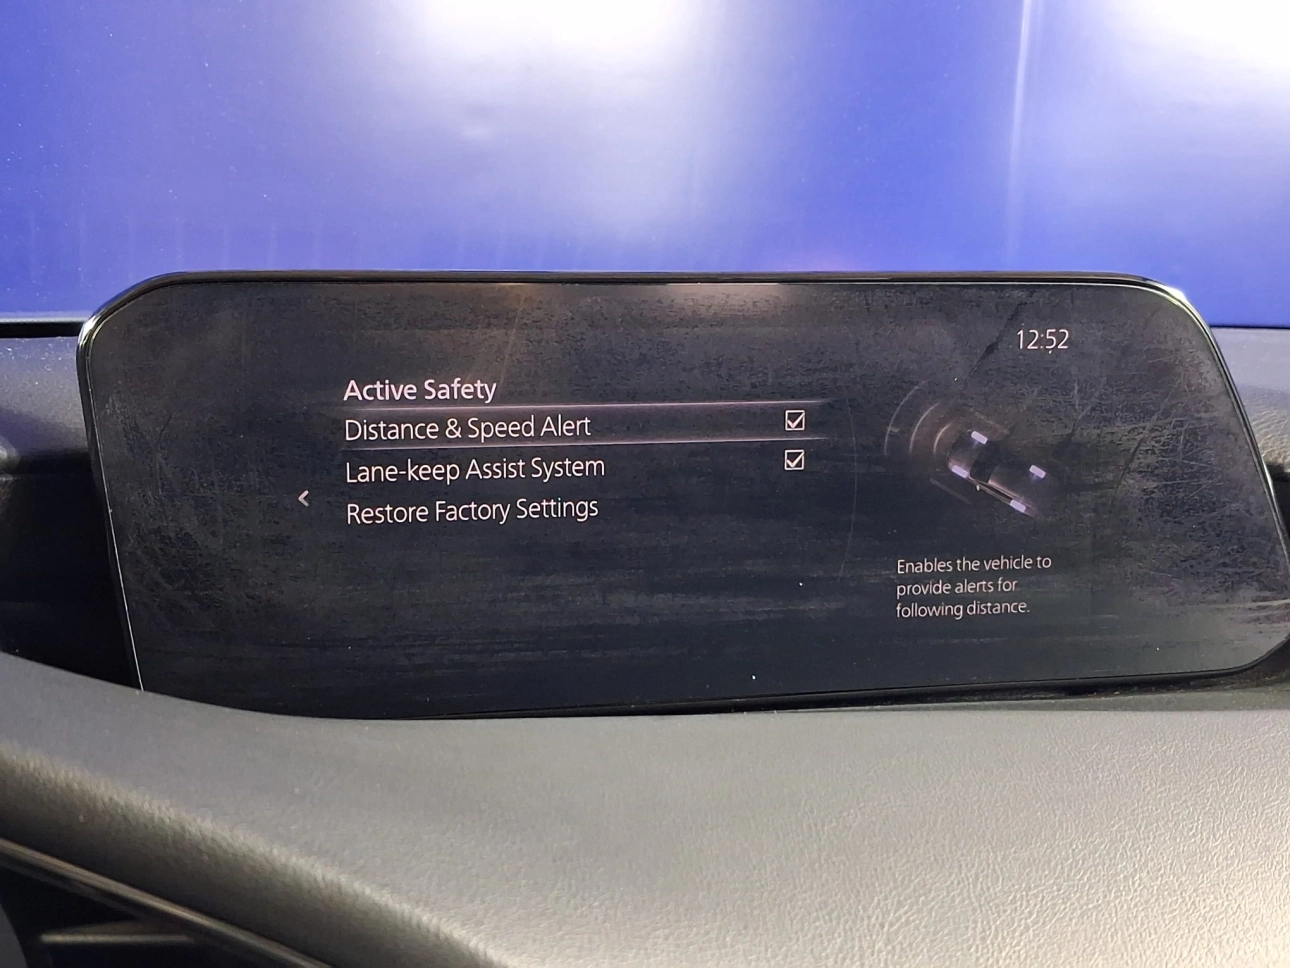 12:52
Active Safety
Distance & Speed Alert
Lane-keep Assist System
Restore Factory Settings
Enables the vehicle to
provide alerts for
following distance.